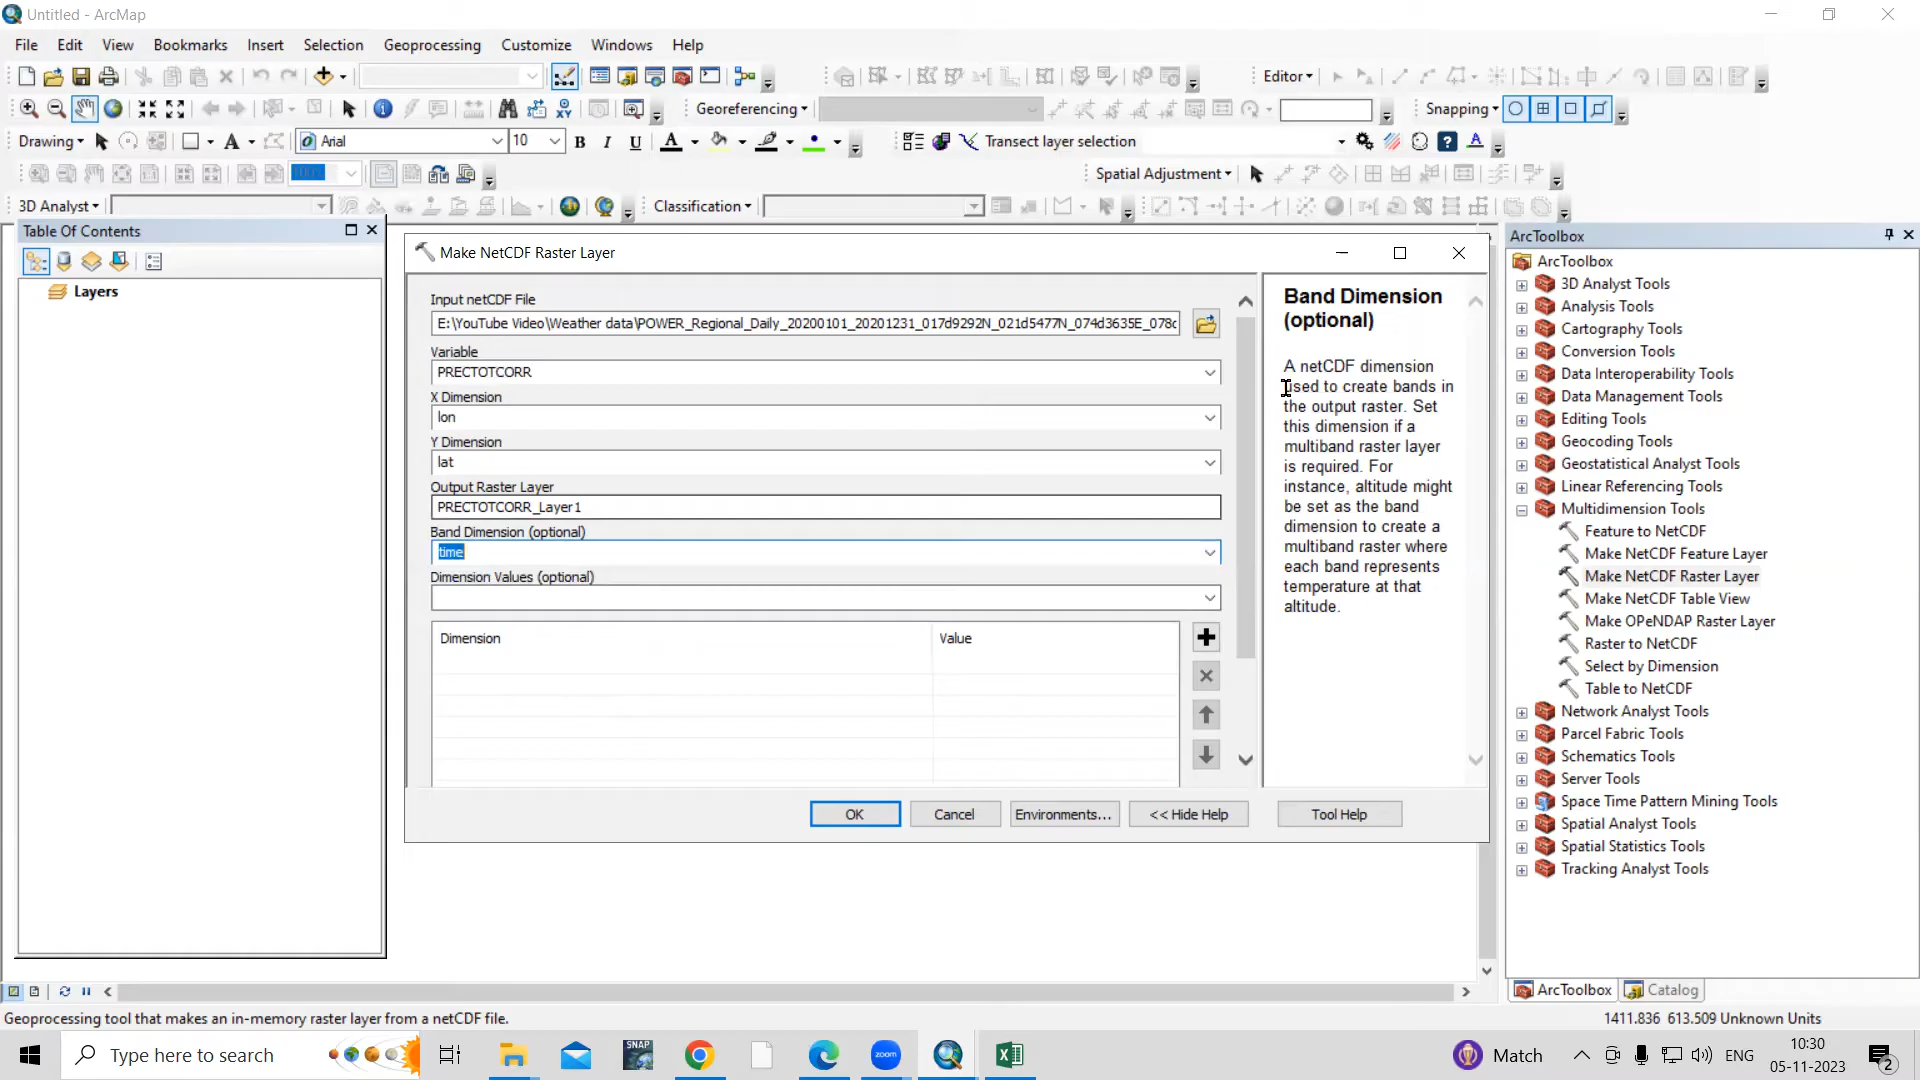 Untitled - ArcMap
File Edit View Bookmarks Insert Selection Geoprocessing Customize Windows Help
Editor
Georeferencing Snapping
Drawing Arial 10 B I U A Transect layer selection
Spatial Adjustment
3D Analyst Classification
Table Of Contents
Layers
Make NetCDF Raster Layer
Input netCDF File
E:\YouTube Video\Weather data\POWER_Regional_Daily_20200101_20201231_017d9292N_021d5477N_074d3635E_078c
Variable
PRECTOTCORR
X Dimension
lon
Y Dimension
lat
Output Raster Layer
PRECTOTCORR_Layer1
Band Dimension (optional)
time
Dimension Values (optional)
Dimension Value
OK Cancel Environments... << Hide Help Tool Help
Band Dimension
(optional)
A netCDF dimension
used to create bands in
the output raster. Set
this dimension if a
multiband raster layer
is required. For
instance, altitude might
be set as the band
dimension to create a
multiband raster where
each band represents
temperature at that
altitude.
ArcToolbox
ArcToolbox
3D Analyst Tools
Analysis Tools
Cartography Tools
Conversion Tools
Data Interoperability Tools
Data Management Tools
Editing Tools
Geocoding Tools
Geostatistical Analyst Tools
Linear Referencing Tools
Multidimension Tools
Feature to NetCDF
Make NetCDF Feature Layer
Make NetCDF Raster Layer
Make NetCDF Table View
Make OPeNDAP Raster Layer
Raster to NetCDF
Select by Dimension
Table to NetCDF
Network Analyst Tools
Parcel Fabric Tools
Schematics Tools
Server Tools
Space Time Pattern Mining Tools
Spatial Analyst Tools
Spatial Statistics Tools
Tracking Analyst Tools
ArcToolbox Catalog
Geoprocessing tool that makes an in-memory raster layer from a netCDF file.
1411.836 613.509 Unknown Units
Type here to search
SNAP
zoom
Match
ENG
10:30
05-11-2023
2